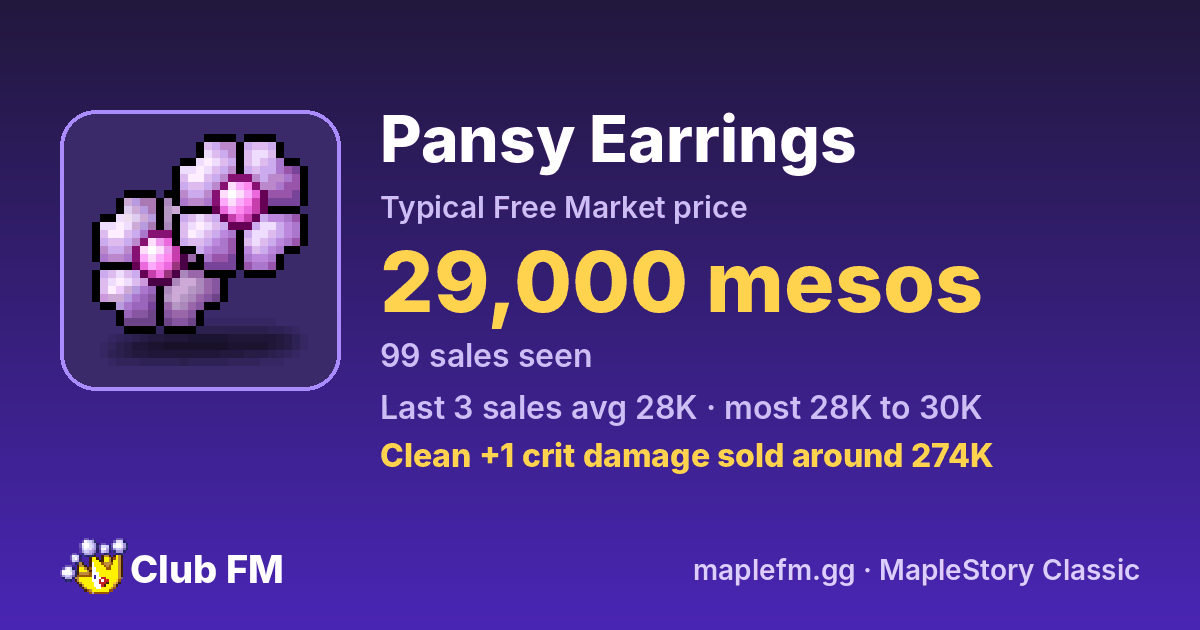 Pansy Earrings
Typical Free Market price
29,000 mesos
99 sales seen
Last 3 sales avg 28K · most 28K to 30K
Clean +1 crit damage sold around 274K
Club FM
maplefm.gg · MapleStory Classic